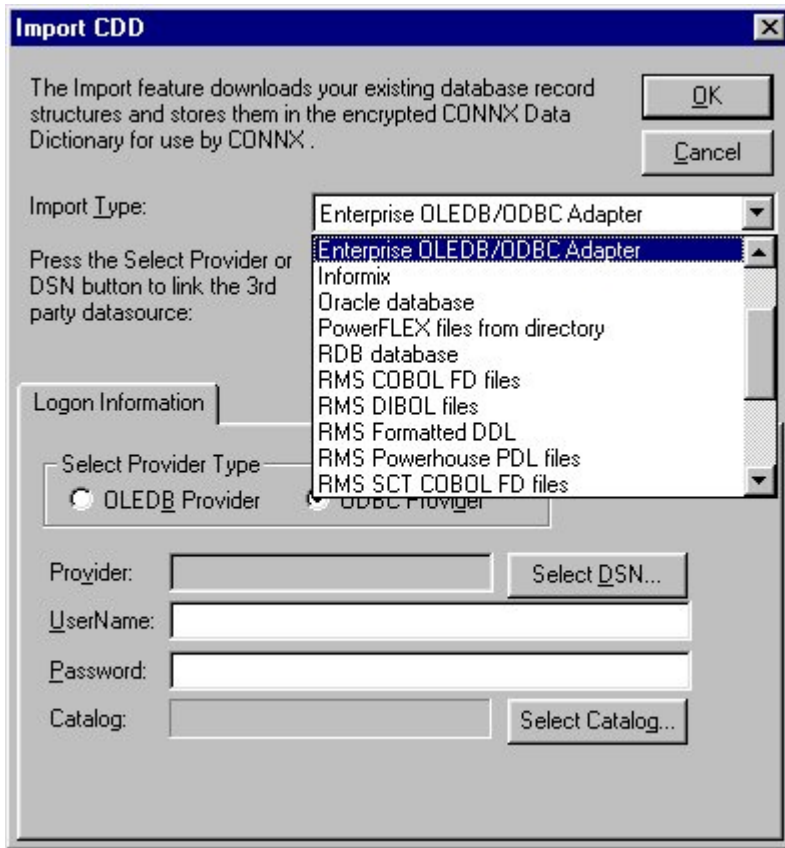 Import CDD
The Import feature downloads your existing database record
structures and stores them in the encrypted CONNX Data
Dictionary for use by CONNX .
OK
Cancel
Import Type:
Enterprise OLEDB/ODBC Adapter
Press the Select Provider or
DSN button to link the 3rd
party datasource:
Enterprise OLEDB/ODBC Adapter
Informix
Oracle database
PowerFLEX files from directory
RDB database
RMS COBOL FD files
RMS DIBOL files
RMS Formatted DDL
RMS Powerhouse PDL files
RMS SCT COBOL FD files
Logon Information
Select Provider Type
OLEDB Provider
ODBC Provider
Provider:
Select DSN...
UserName:
Password:
Catalog:
Select Catalog...